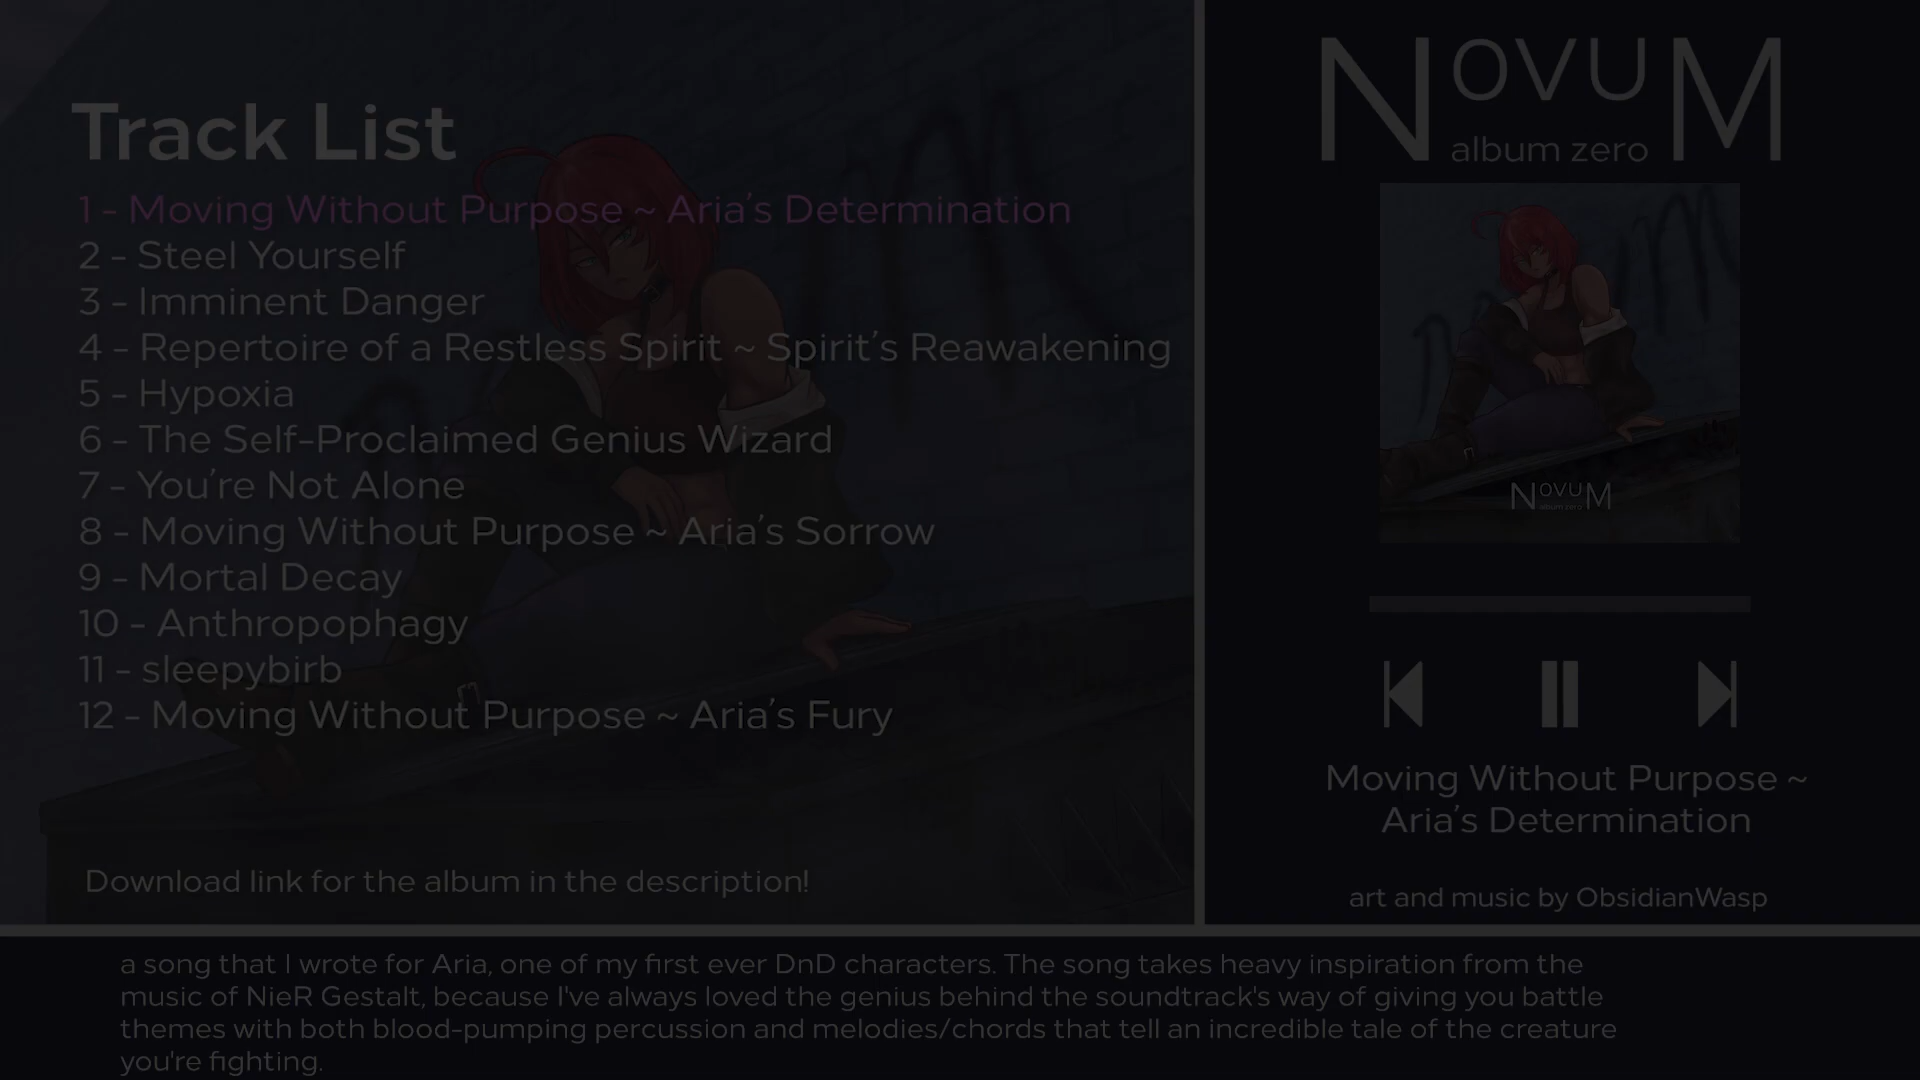 Track List
1 - Moving Without Purpose ~ Aria's Determination
2 - Steel Yourself
3 - Imminent Danger
4 - Repertoire of a Restless Spirit ~ Spirit's Reawakening
5 - Hypoxia
6 - The Self-Proclaimed Genius Wizard
7 - You're Not Alone
8 - Moving Without Purpose ~ Aria's Sorrow
9 - Mortal Decay
10 - Anthropophagy
11 - sleepybirb
12 - Moving Without Purpose ~ Aria's Fury
Download link for the album in the description!
NOVUM
album zero
NOVUM
album zero
Moving Without Purpose ~
Aria's Determination
art and music by ObsidianWasp
a song that I wrote for Aria, one of my first ever DnD characters. The song takes heavy inspiration from the
music of NieR Gestalt, because I've always loved the genius behind the soundtrack's way of giving you battle
themes with both blood-pumping percussion and melodies/chords that tell an incredible tale of the creature
you're fighting.